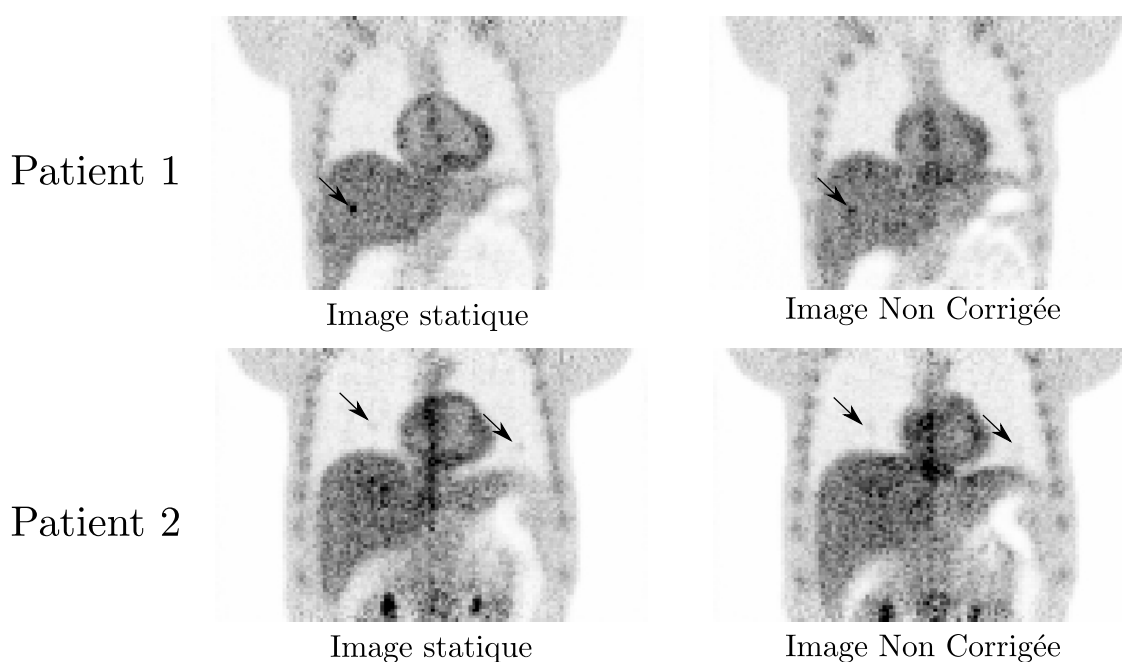 Patient 1
Image statique
Image Non Corrigée
Patient 2
Image statique
Image Non Corrigée